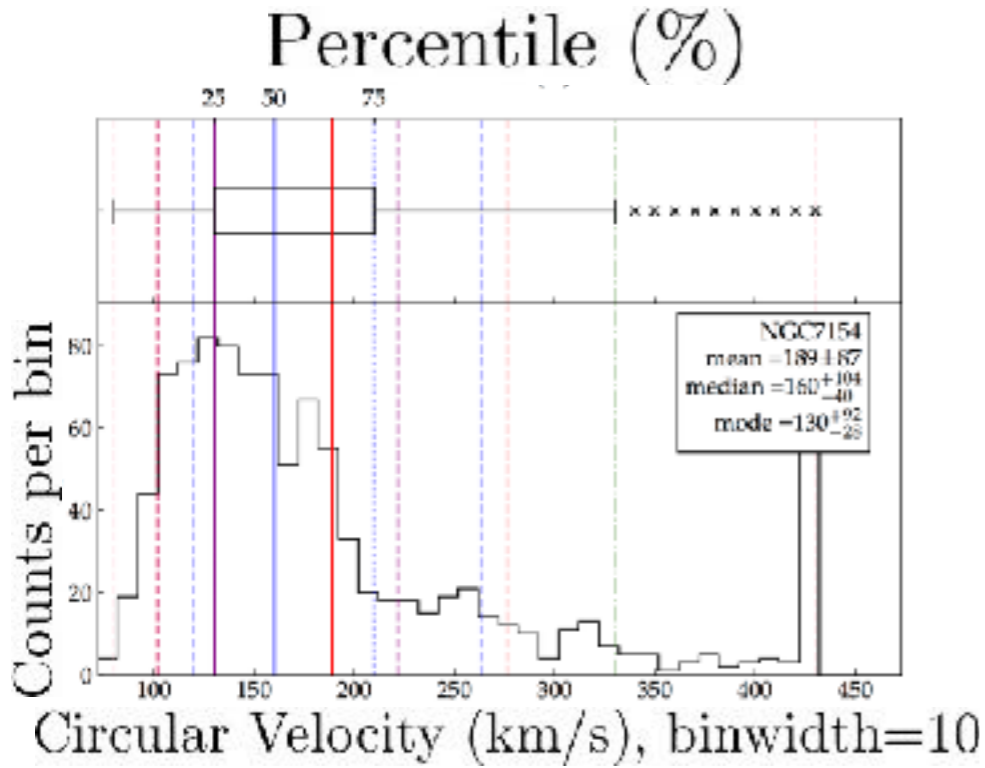 Percentile (%)
25 50 75
NGC7154
mean =189±87
median =160+104-40
mode =130+92-28
Counts per bin
80
60
40
20
0
100 150 200 250 300 350 400 450
Circular Velocity (km/s), binwidth=10